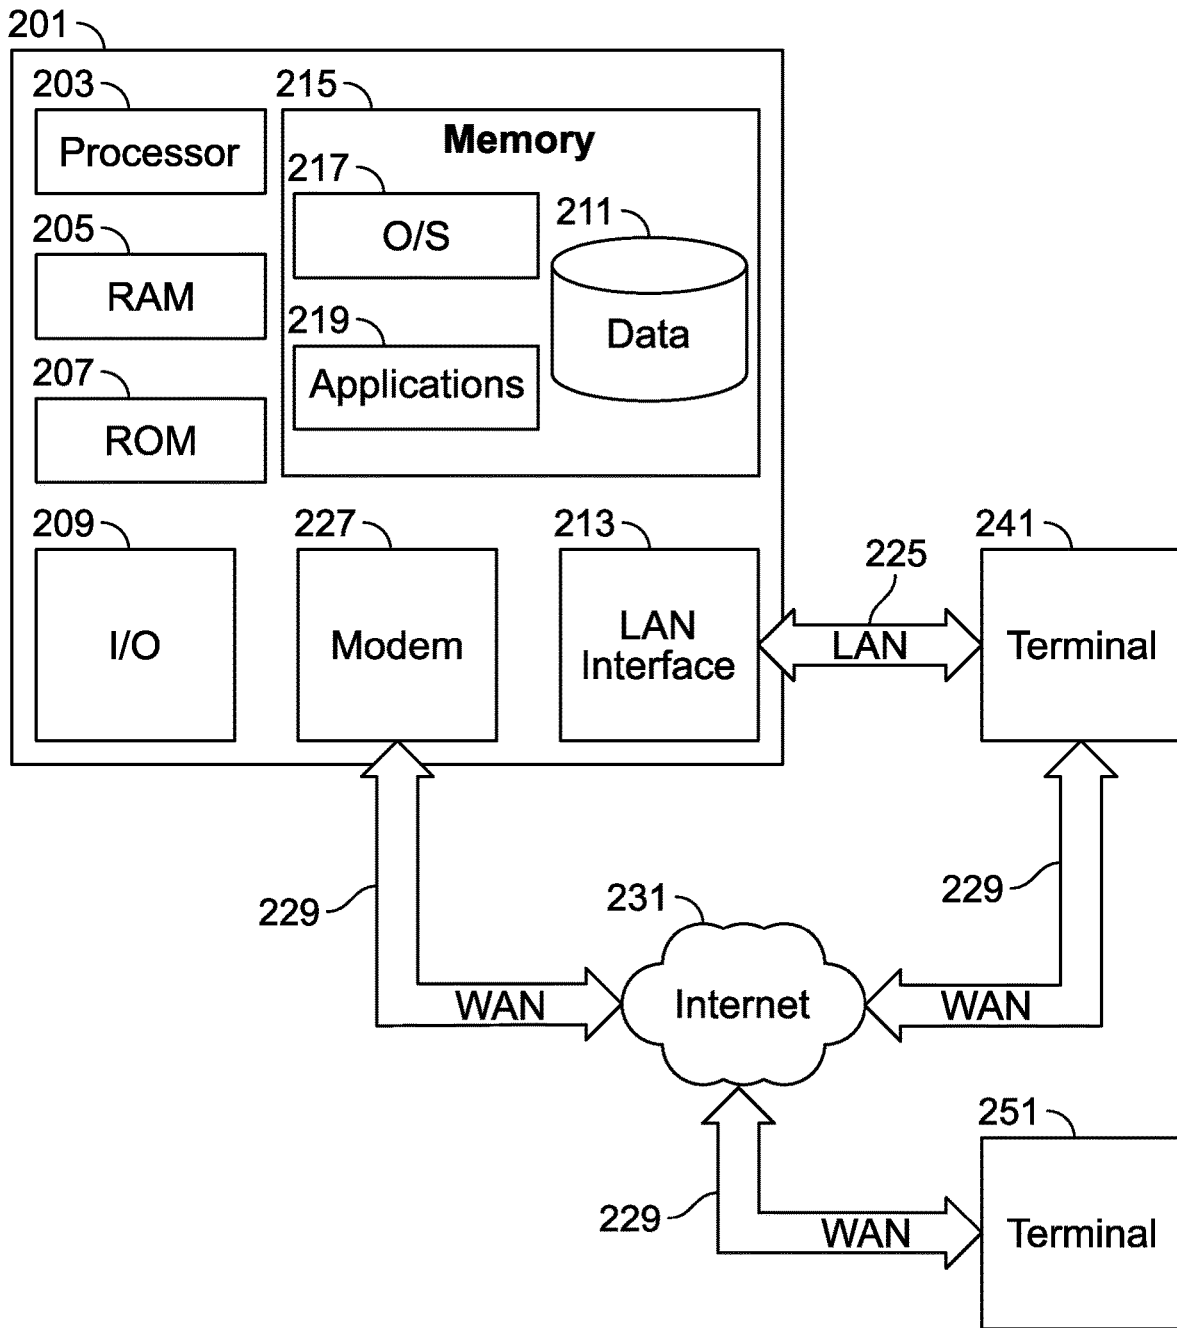 201
203
Processor
205
RAM
207
ROM
215
Memory
217
O/S
211
Data
219
Applications
209
I/O
227
Modem
213
LAN
Interface
225
LAN
241
Terminal
229
WAN
231
Internet
229
WAN
229
WAN
251
Terminal